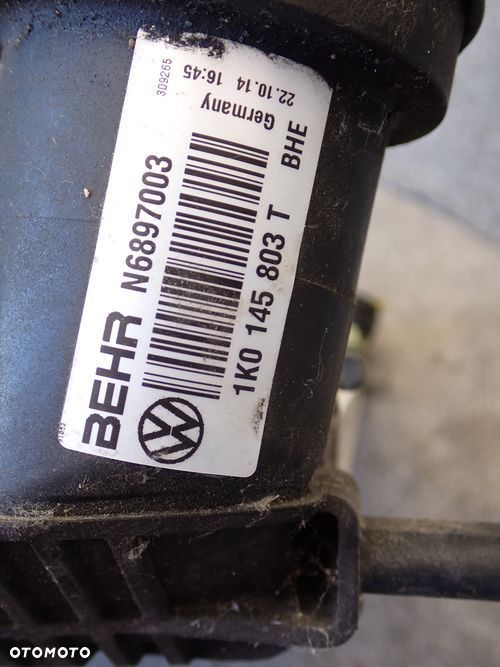 309265
22.10.14 16:45
Germany
BHE
BEHR N6897003
1K0 145 803 T
OTOMOTO